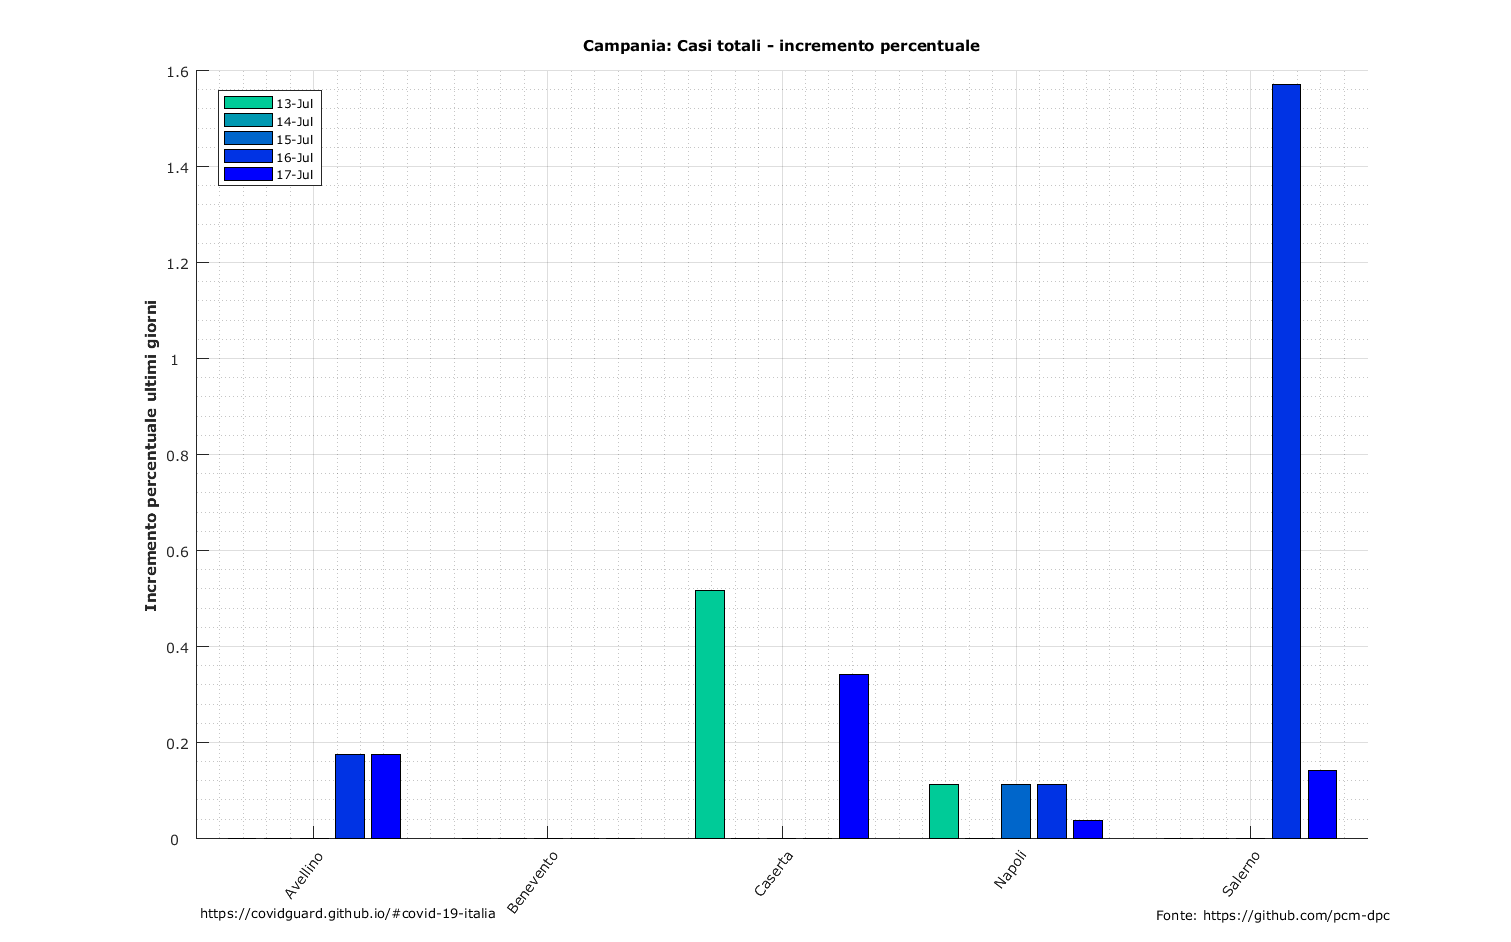 Campania: Casi totali - incremento percentuale
1.6
1.4
1.2
1
0.8
0.6
0.4
0.2
0
Incremento percentuale ultimi giorni
13-Jul
14-Jul
15-Jul
16-Jul
17-Jul
Avellino
Benevento
Caserta
Napoli
Salerno
https://covidguard.github.io/#covid-19-italia
Fonte: https://github.com/pcm-dpc